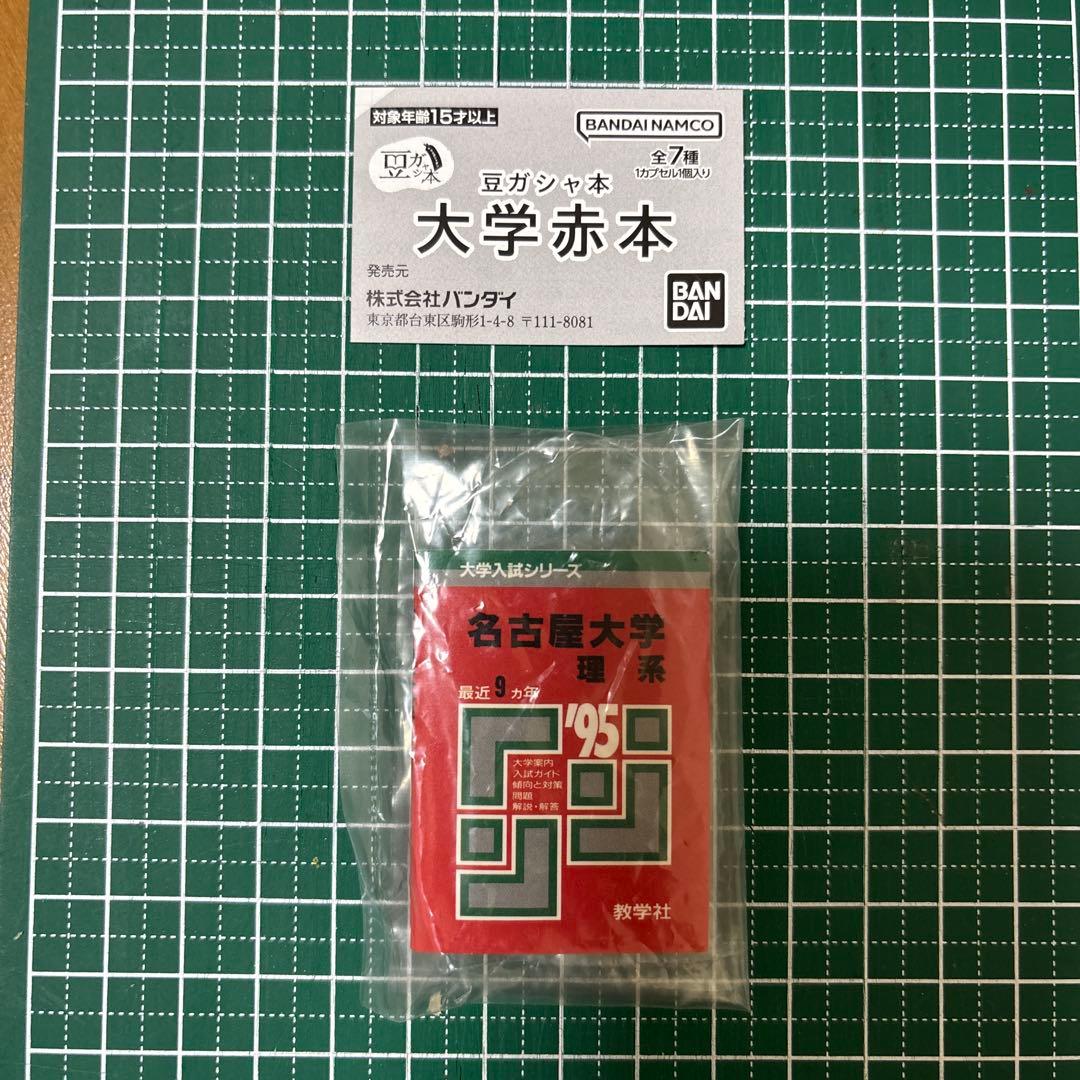 対象年齢15才以上
BANDAI NAMCO
豆ガシャ本
全7種
1カプセル1個入り
豆ガシャ本
大学赤本
発売元
株式会社バンダイ
東京都台東区駒形1-4-8 〒111-8081
BAN
DAI
大学入試シリーズ
名古屋大学
理系
最近9ヵ年
'95
大学案内
入試ガイド
傾向と対策
問題
解説・解答
教学社